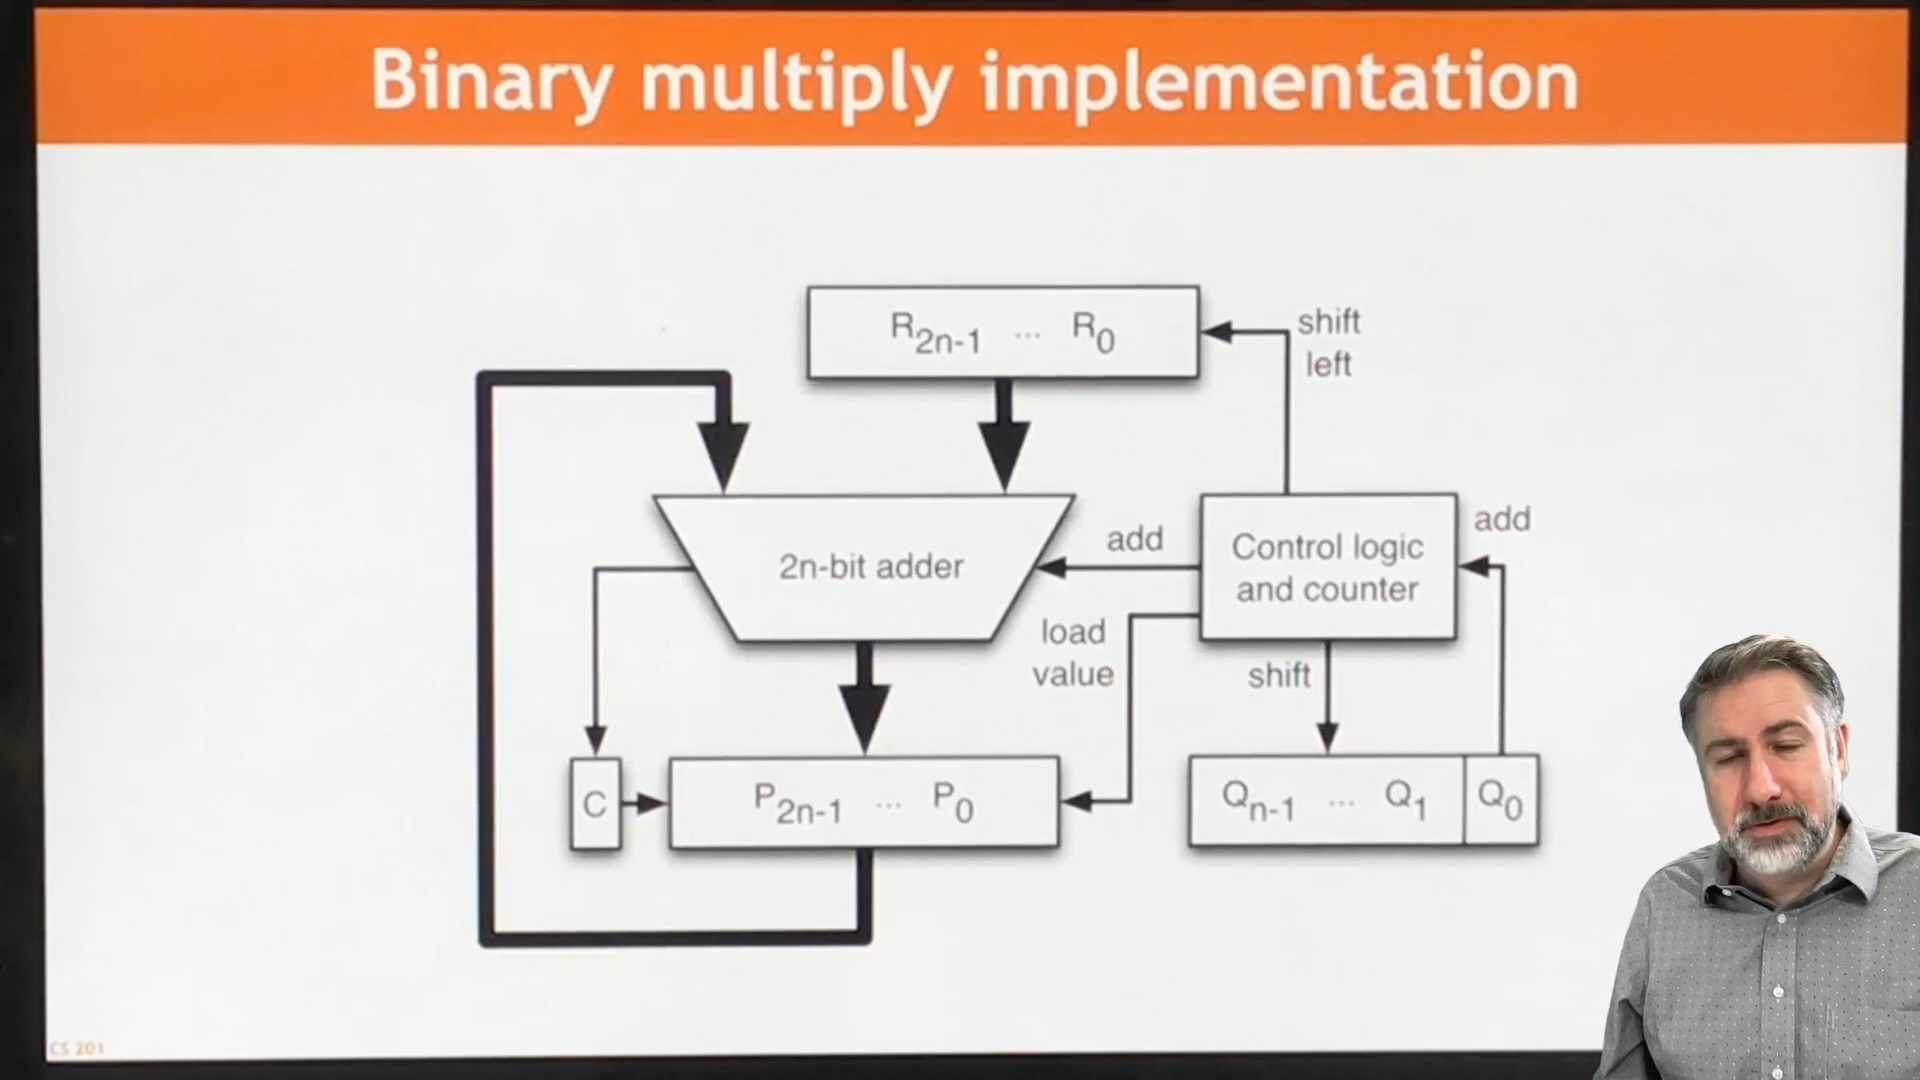 Binary multiply implementation
R2n-1 ... R0
shift
left
add
2n-bit adder
add
Control logic
and counter
load
value
shift
C
P2n-1 ... P0
Qn-1 ... Q1 Q0
CS 201